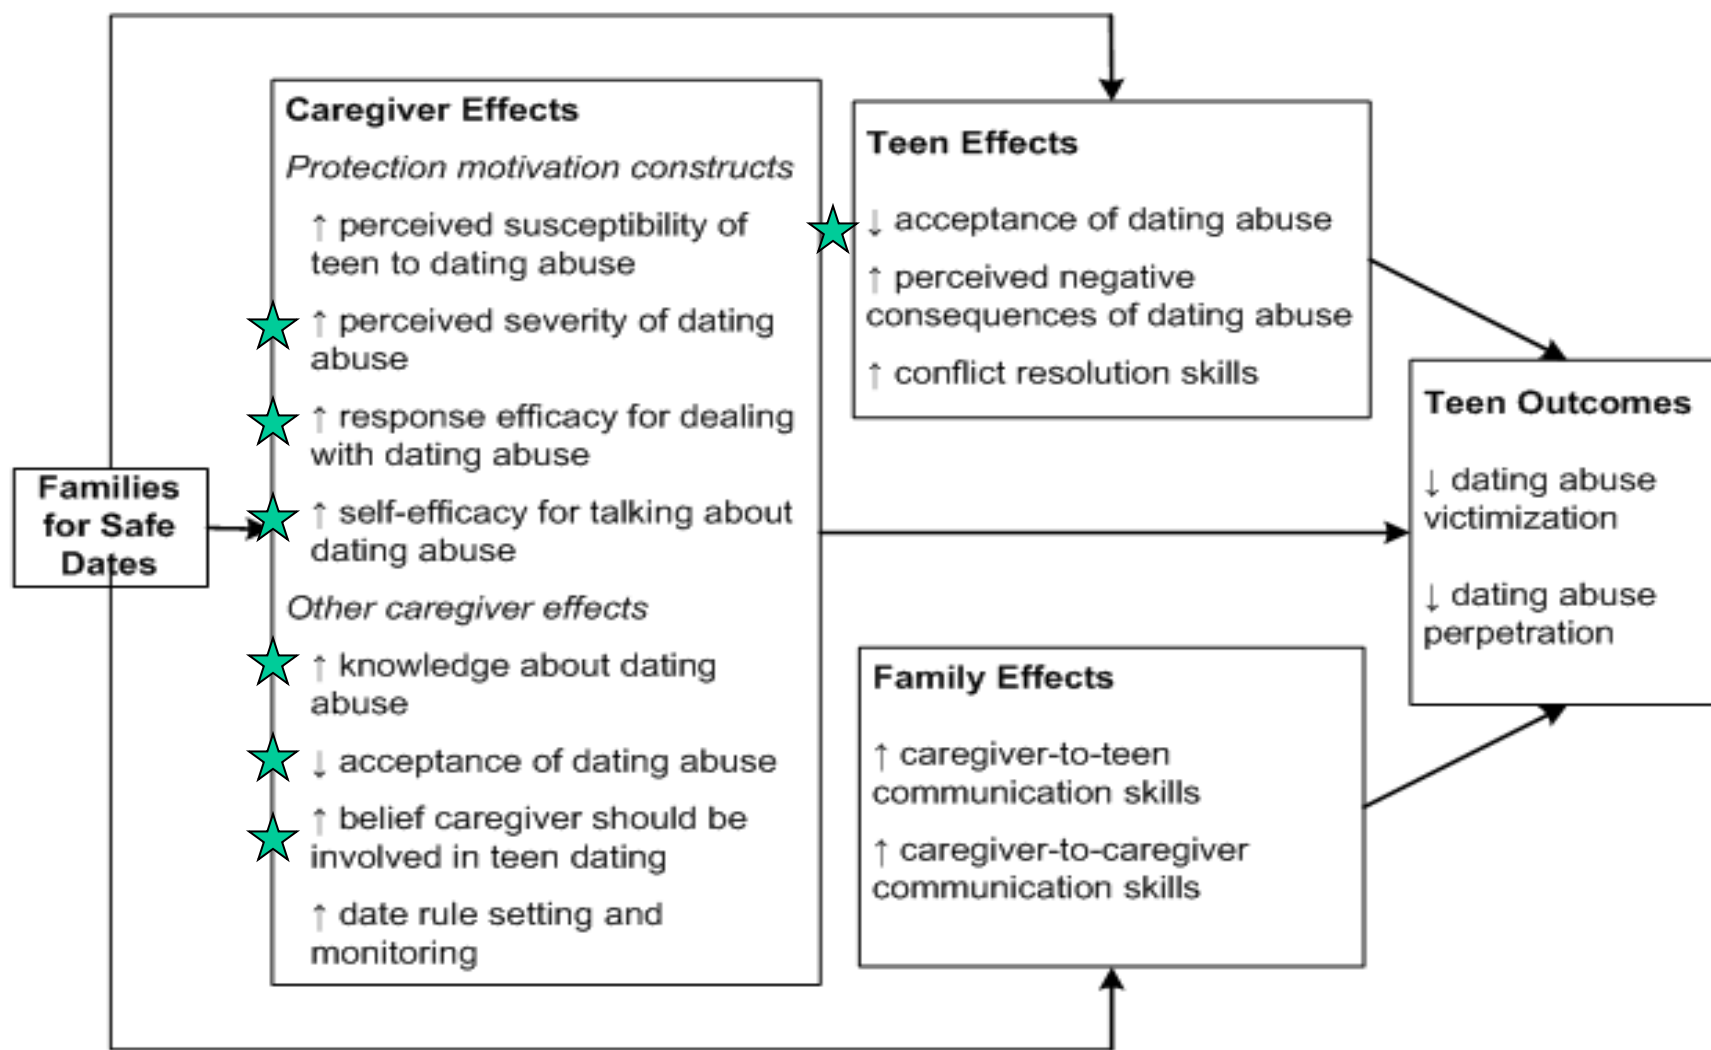 Families
for Safe
Dates
Caregiver Effects
Protection motivation constructs
↑ perceived susceptibility of
teen to dating abuse
↑ perceived severity of dating
abuse
↑ response efficacy for dealing
with dating abuse
↑ self-efficacy for talking about
dating abuse
Other caregiver effects
↑ knowledge about dating
abuse
↓ acceptance of dating abuse
↑ belief caregiver should be
involved in teen dating
↑ date rule setting and
monitoring
Teen Effects
↓ acceptance of dating abuse
↑ perceived negative
consequences of dating abuse
↑ conflict resolution skills
Family Effects
↑ caregiver-to-teen
communication skills
↑ caregiver-to-caregiver
communication skills
Teen Outcomes
↓ dating abuse
victimization
↓ dating abuse
perpetration